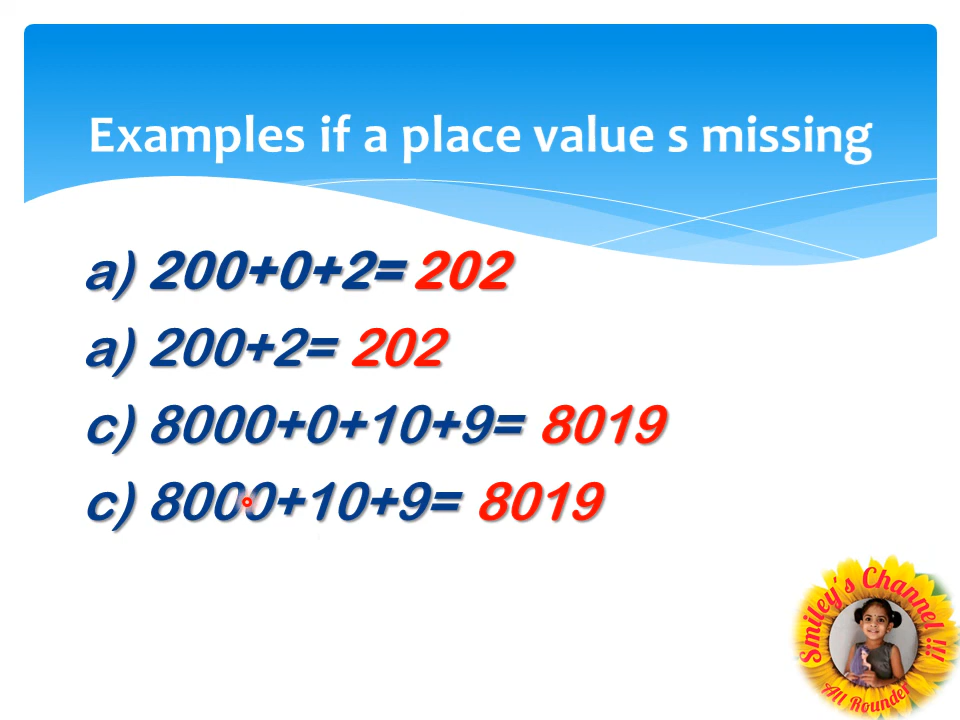 Examples if a place value s missing
a) 200+0+2= 202
a) 200+2= 202
c) 8000+0+10+9= 8019
c) 8000+10+9= 8019
Smiley's Channel !!!
All Rounder